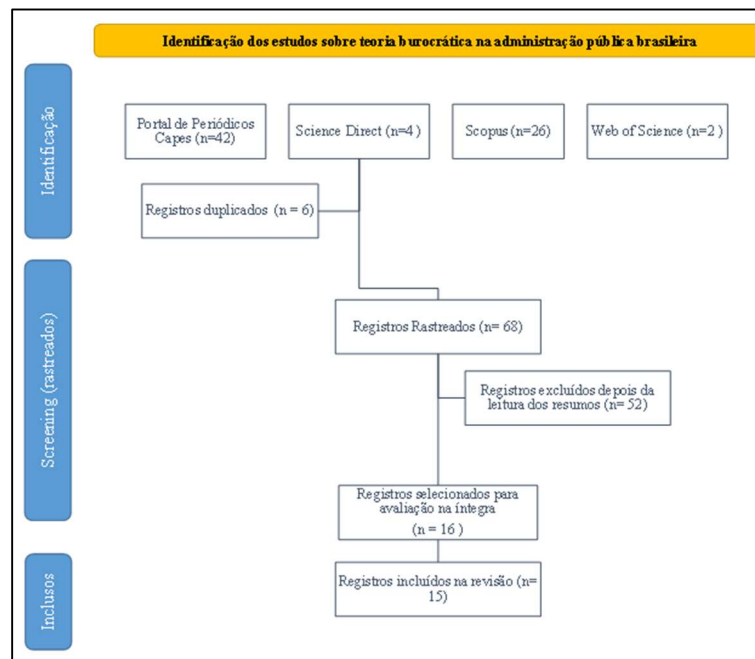 Identificação dos estudos sobre teoria burocrática na administração pública brasileira
Identificação
Portal de Periódicos
Capes (n=42)
Science Direct (n=4 )
Scopus (n=26)
Web of Science (n=2 )
Registros duplicados (n = 6)
Screening (rastreados)
Registros Rastreados (n= 68)
Registros excluídos depois da
leitura dos resumos (n= 52)
Registros selecionados para
avaliação na íntegra
(n = 16 )
Inclusos
Registros incluídos na revisão (n=
15)